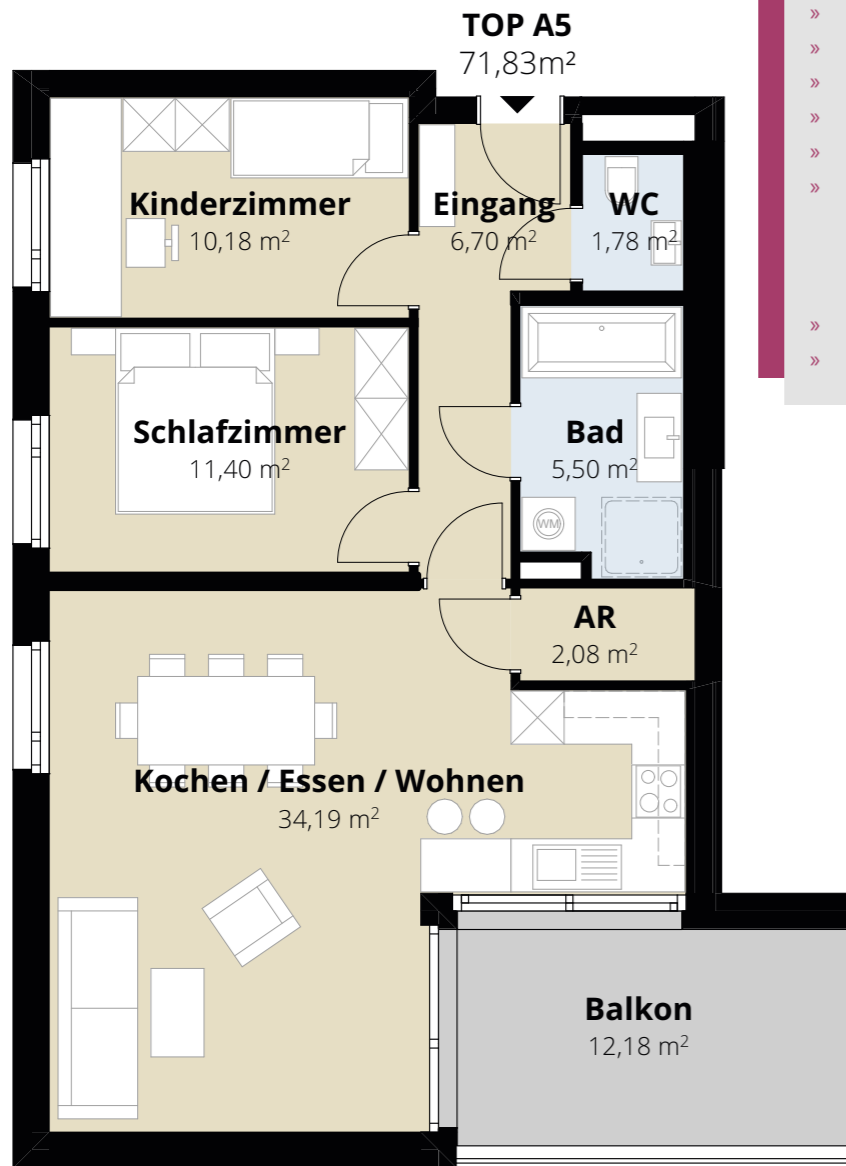 TOP A5
71,83m²
»
»
»
»
»
»
»
»
Kinderzimmer
10,18 m²
Eingang
6,70 m²
WC
1,78 m²
Schlafzimmer
11,40 m²
Bad
5,50 m²
WM
AR
2,08 m²
Kochen / Essen / Wohnen
34,19 m²
Balkon
12,18 m²